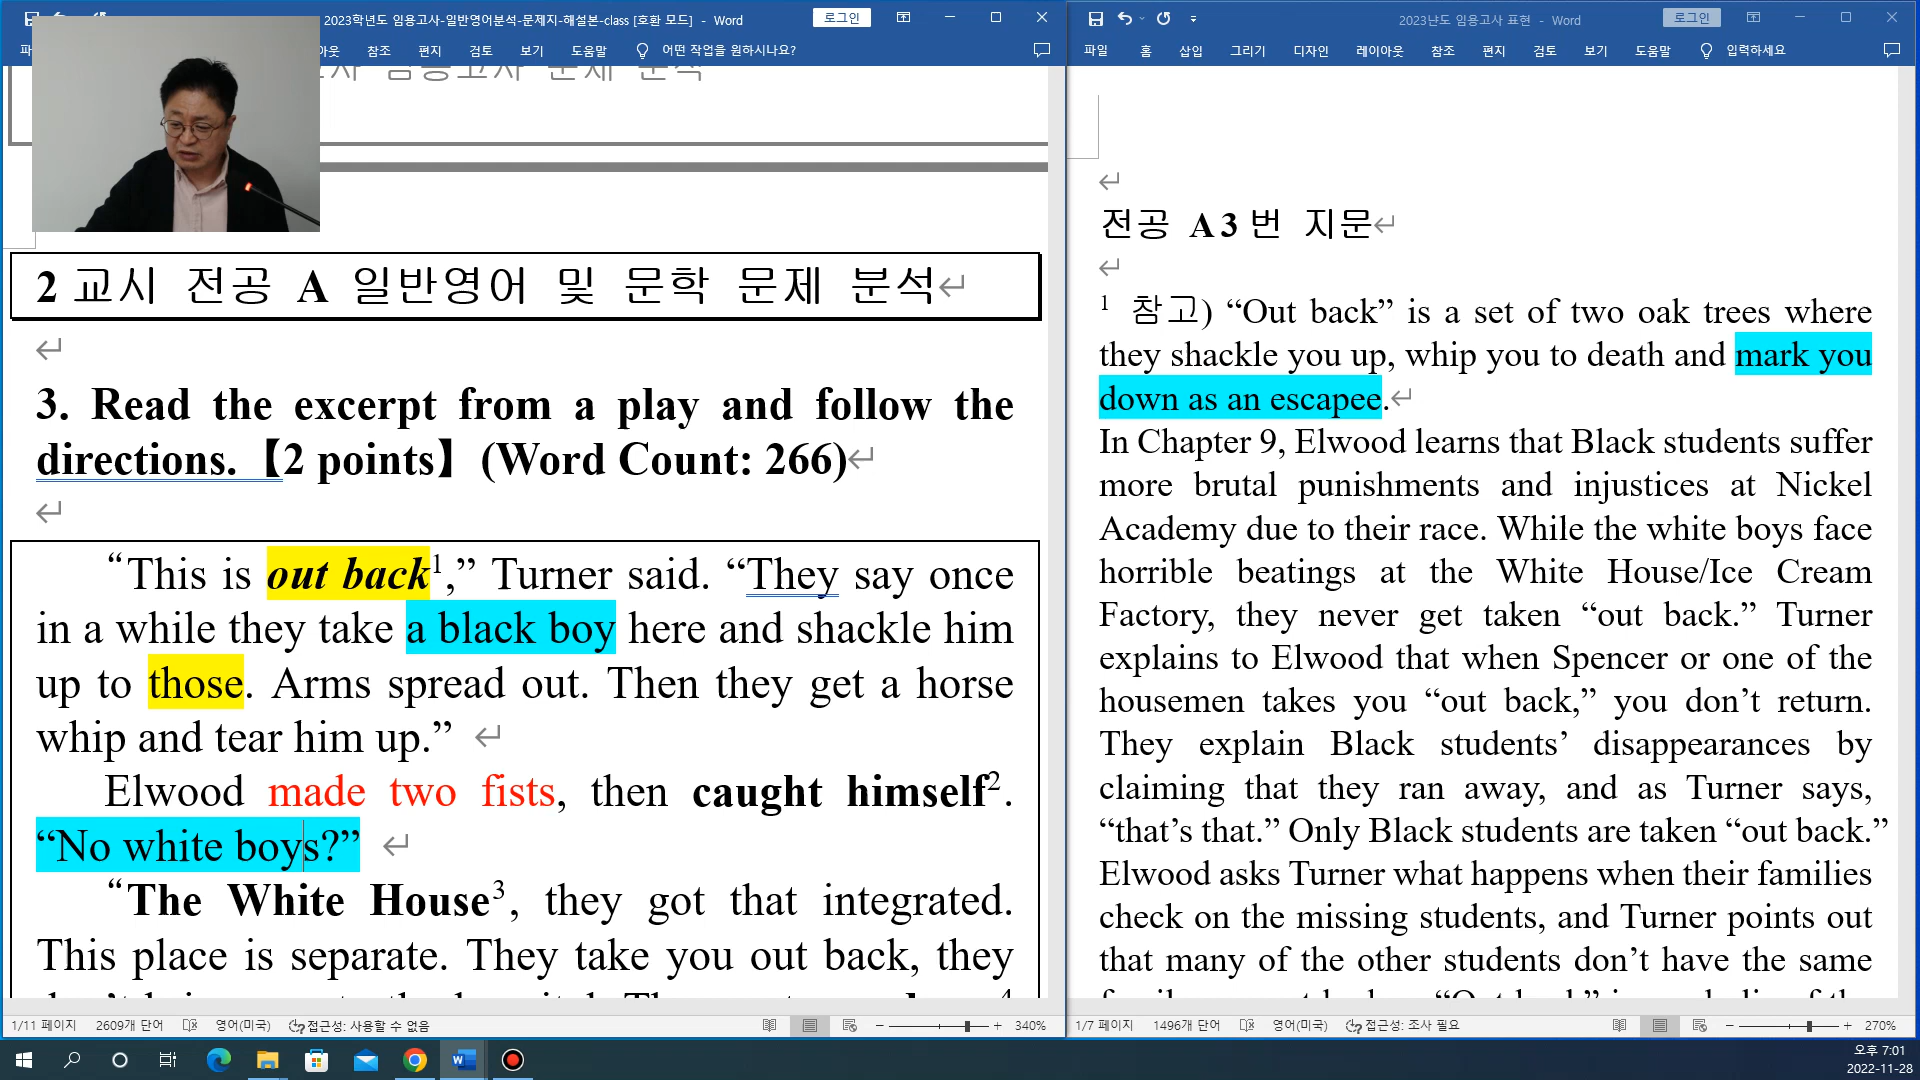 2023학년도 임용고사-일반영어분석-문제지-해설본-class [호환 모드] - Word
로그인
참조 편지 검토 보기 도움말 어떤 작업을 원하시나요?
2교시 전공 A 일반영어 및 문학 문제 분석
3. Read the excerpt from a play and follow the
directions.【2 points】(Word Count: 266)
“This is out back1,” Turner said. “They say once
in a while they take a black boy here and shackle him
up to those. Arms spread out. Then they get a horse
whip and tear him up.”
Elwood made two fists, then caught himself2.
“No white boys?”
“The White House3, they got that integrated.
This place is separate. They take you out back, they
1/11 페이지 2609개 단어 영어(미국) 접근성: 사용할 수 없음 340%
2023년도 임용고사 표현 - Word
로그인
파일 홈 삽입 그리기 디자인 레이아웃 참조 편지 검토 보기 도움말 입력하세요
전공 A 3번 지문
1 참고) “Out back” is a set of two oak trees where
they shackle you up, whip you to death and mark you
down as an escapee.
In Chapter 9, Elwood learns that Black students suffer
more brutal punishments and injustices at Nickel
Academy due to their race. While the white boys face
horrible beatings at the White House/Ice Cream
Factory, they never get taken “out back.” Turner
explains to Elwood that when Spencer or one of the
housemen takes you “out back,” you don’t return.
They explain Black students’ disappearances by
claiming that they ran away, and as Turner says,
“that’s that.” Only Black students are taken “out back.”
Elwood asks Turner what happens when their families
check on the missing students, and Turner points out
that many of the other students don’t have the same
1/7 페이지 1496개 단어 영어(미국) 접근성: 조사 필요 270%
오후 7:01
2022-11-28